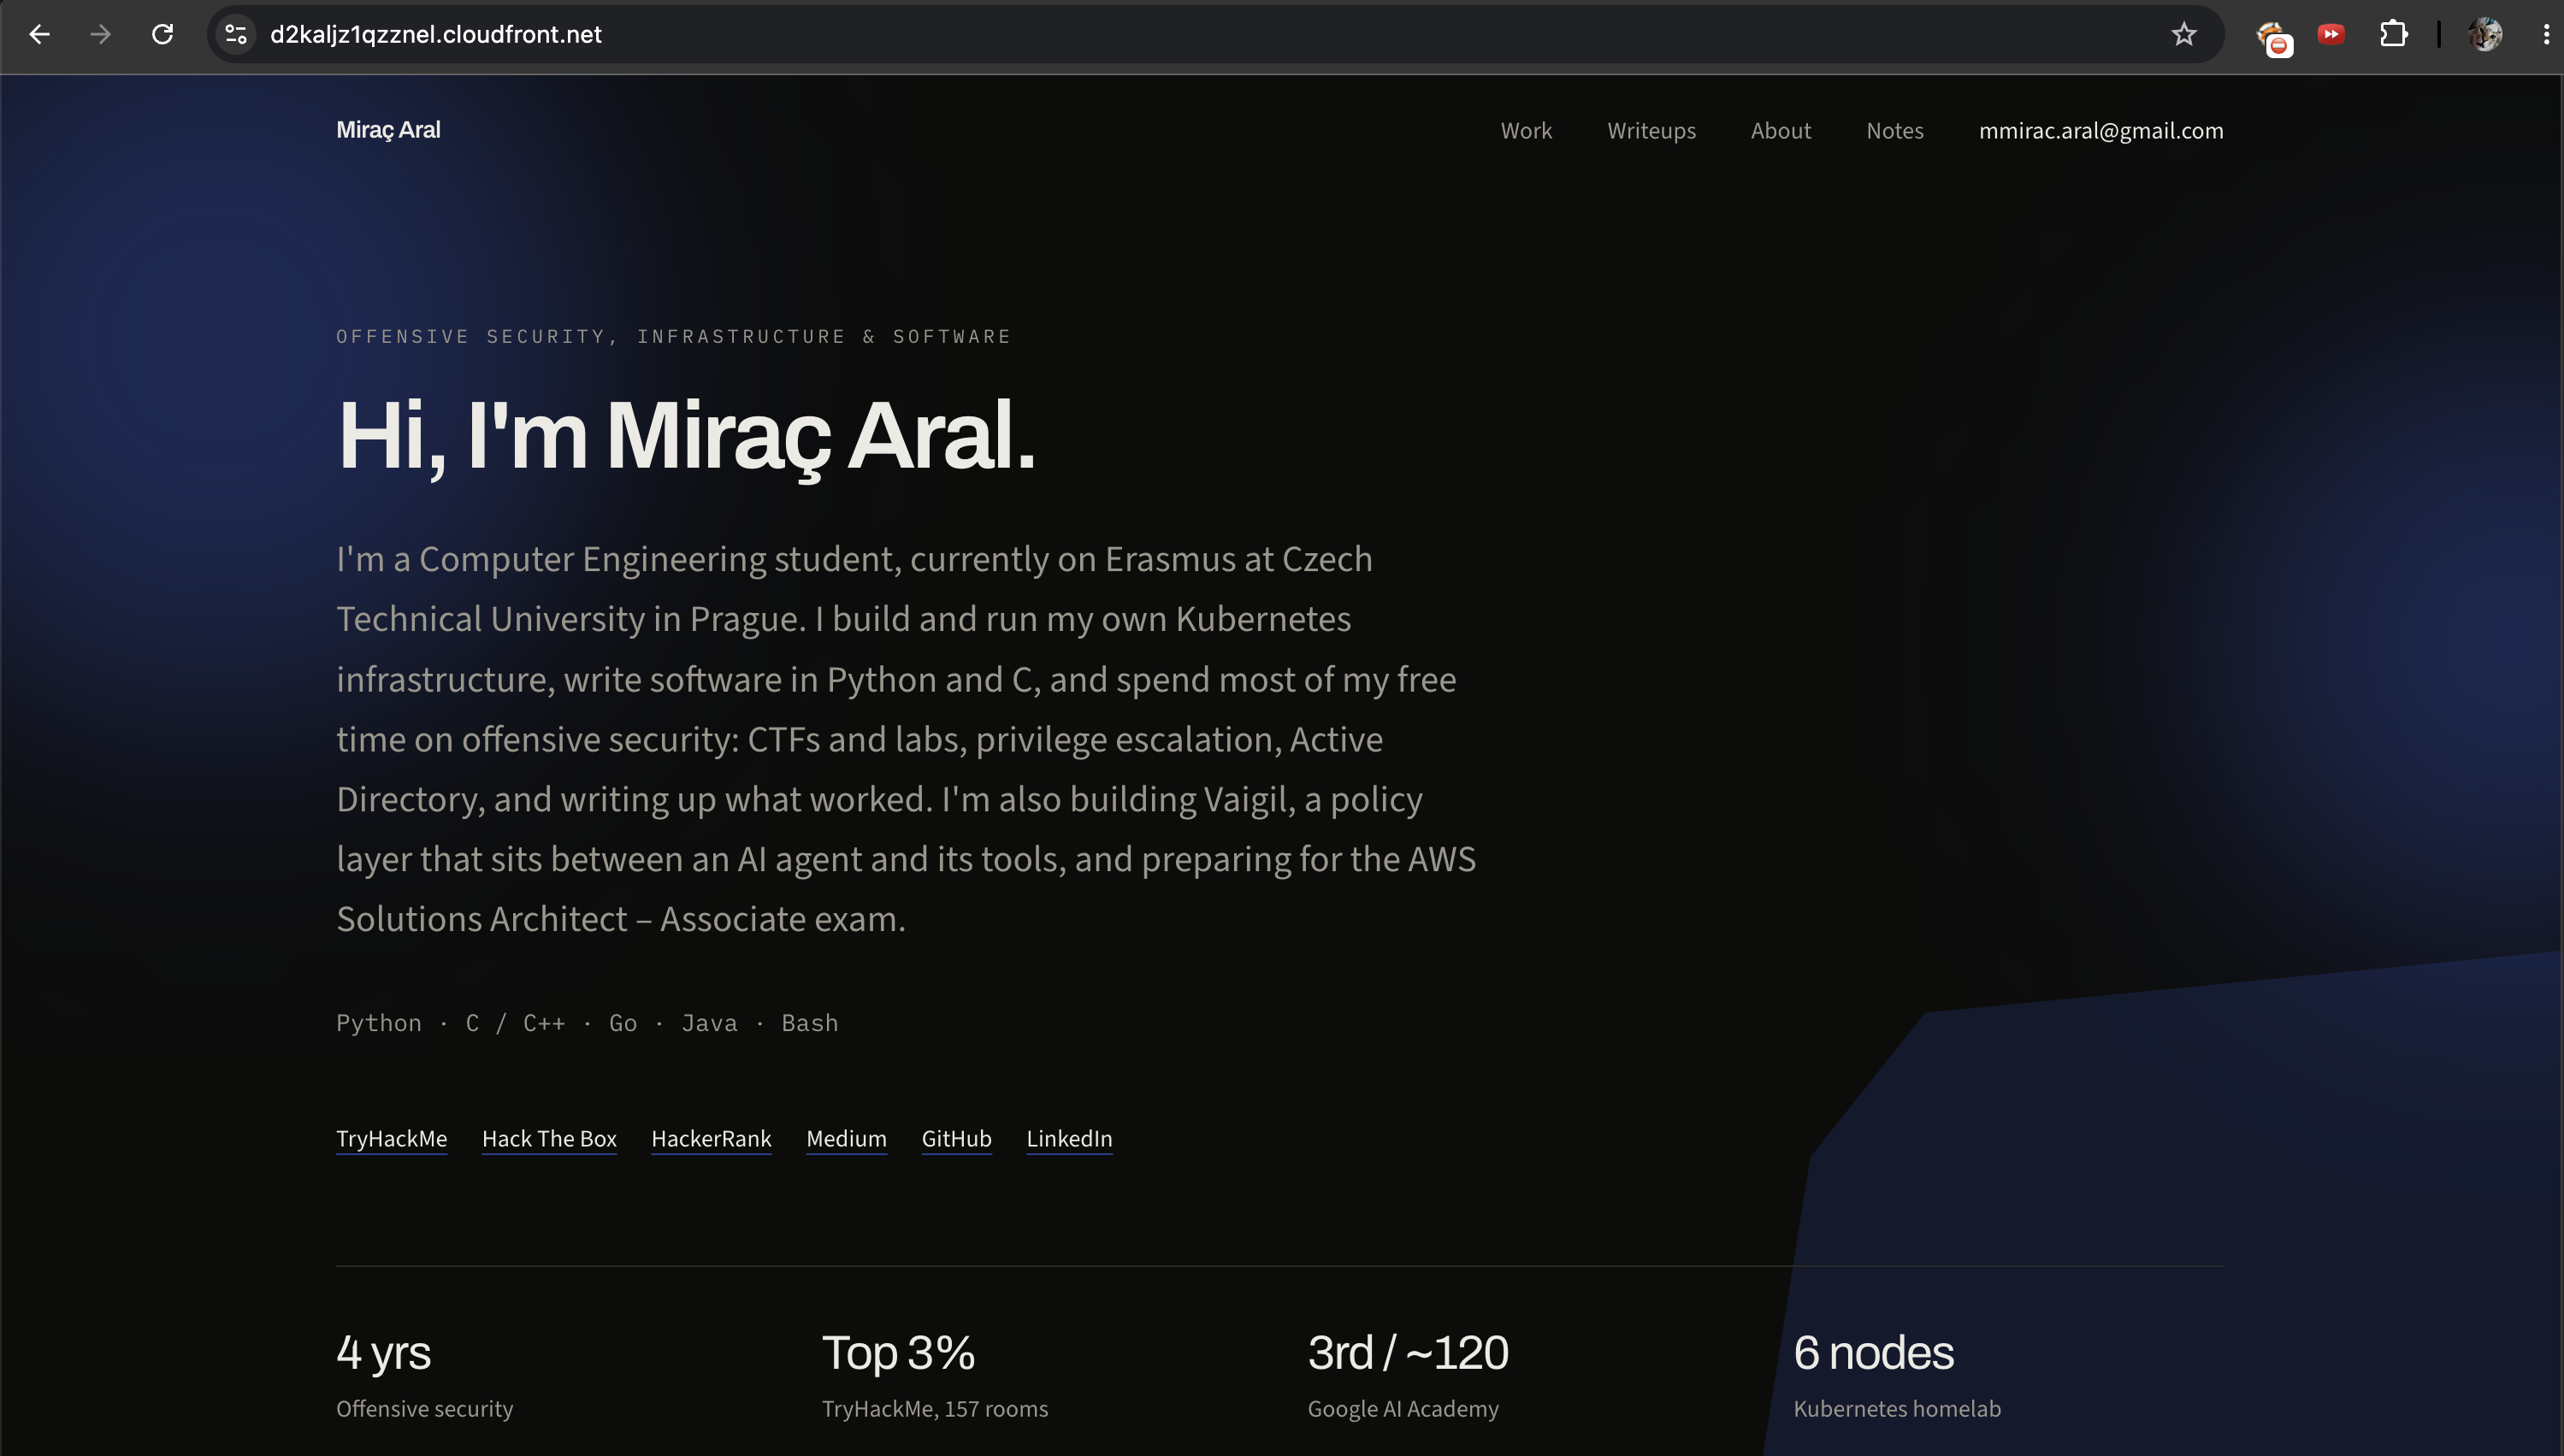 d2kaljz1qzznel.cloudfront.net
Miraç Aral
Work Writeups About Notes mmirac.aral@gmail.com
OFFENSIVE SECURITY, INFRASTRUCTURE & SOFTWARE
Hi, I'm Miraç Aral.
I'm a Computer Engineering student, currently on Erasmus at Czech
Technical University in Prague. I build and run my own Kubernetes
infrastructure, write software in Python and C, and spend most of my free
time on offensive security: CTFs and labs, privilege escalation, Active
Directory, and writing up what worked. I'm also building Vaigil, a policy
layer that sits between an AI agent and its tools, and preparing for the AWS
Solutions Architect – Associate exam.
Python · C / C++ · Go · Java · Bash
TryHackMe Hack The Box HackerRank Medium GitHub LinkedIn
4 yrs Top 3% 3rd / ~120 6 nodes
Offensive security TryHackMe, 157 rooms Google AI Academy Kubernetes homelab